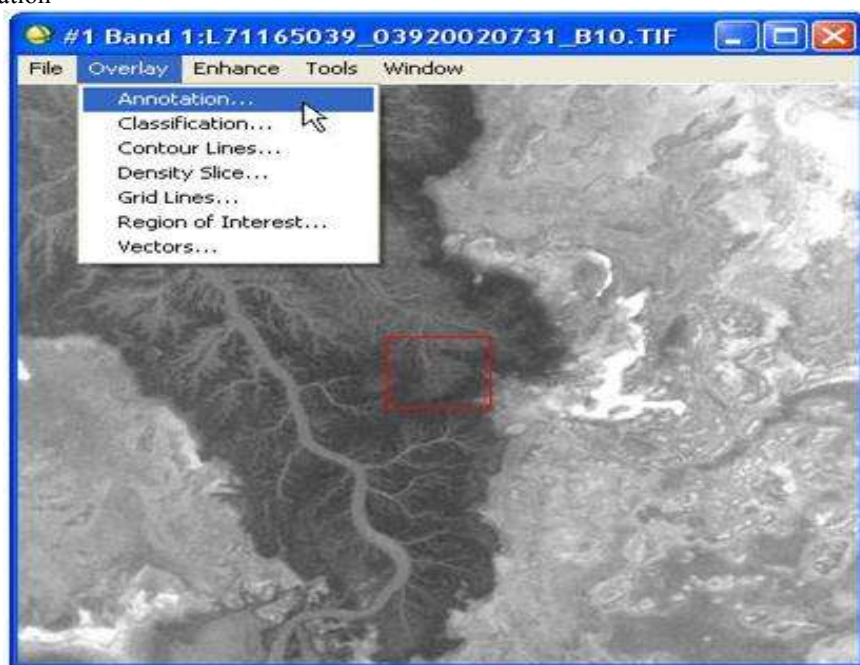 #1 Band 1:L71165039_03920020731_B10.TIF
File Overlay Enhance Tools Window
Annotation...
Classification...
Contour Lines...
Density Slice...
Grid Lines...
Region of Interest...
Vectors...